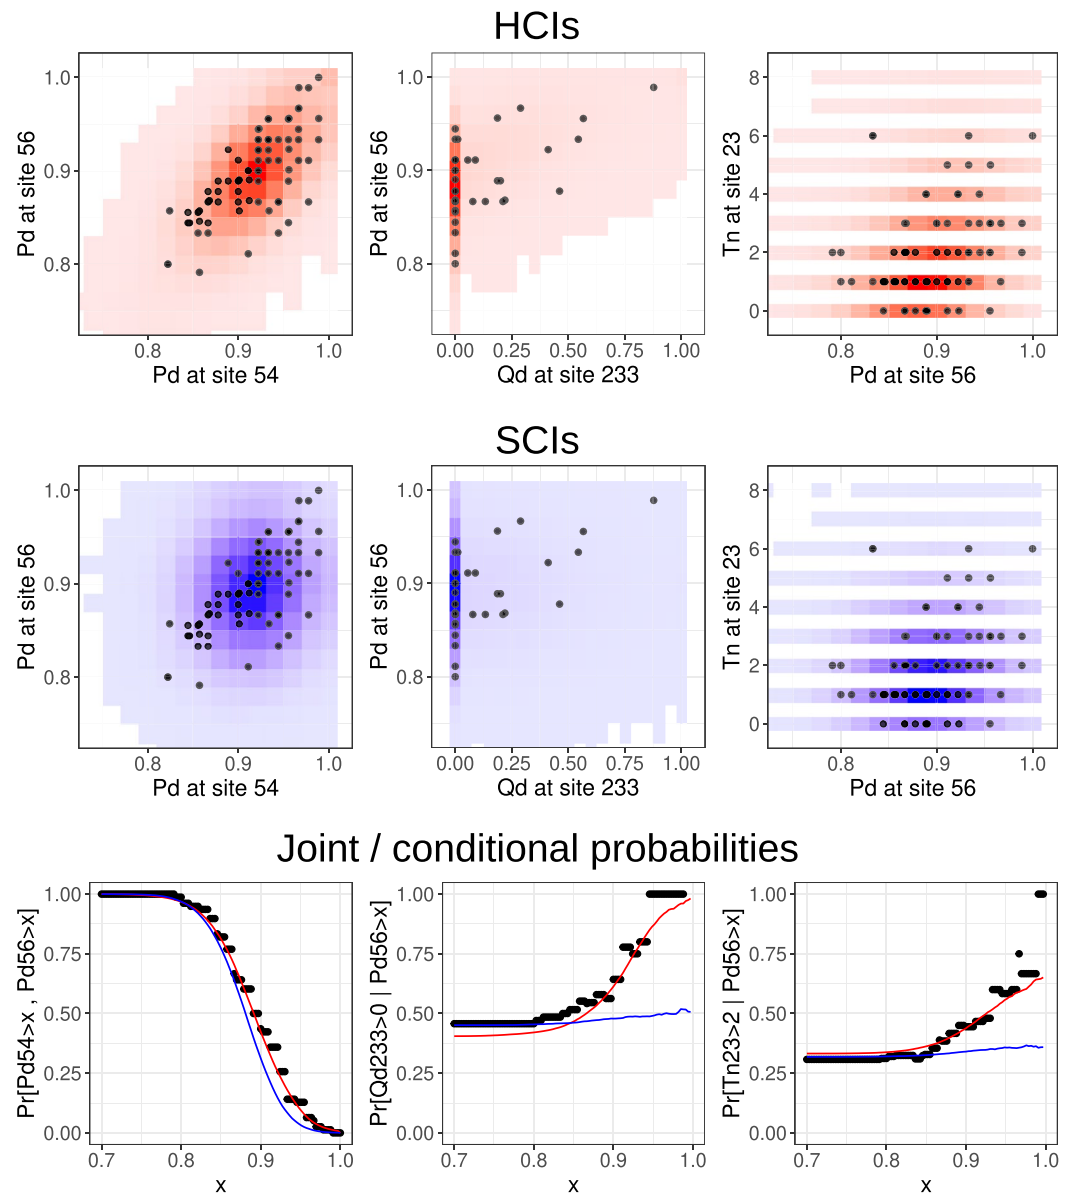 HCIs
Pd at site 56
1.0
0.9
0.8
0.8 0.9 1.0
Pd at site 54
Pd at site 56
1.0
0.9
0.8
0.00 0.25 0.50 0.75 1.00
Qd at site 233
Tn at site 23
8
6
4
2
0
0.8 0.9 1.0
Pd at site 56
SCIs
Pd at site 56
1.0
0.9
0.8
0.8 0.9 1.0
Pd at site 54
Pd at site 56
1.0
0.9
0.8
0.00 0.25 0.50 0.75 1.00
Qd at site 233
Tn at site 23
8
6
4
2
0
0.8 0.9 1.0
Pd at site 56
Joint / conditional probabilities
Pr[Pd54>x , Pd56>x]
1.00
0.75
0.50
0.25
0.00
0.7 0.8 0.9 1.0
x
Pr[Qd233>0 | Pd56>x]
1.00
0.75
0.50
0.25
0.00
0.7 0.8 0.9 1.0
x
Pr[Tn23>2 | Pd56>x]
1.00
0.75
0.50
0.25
0.00
0.7 0.8 0.9 1.0
x